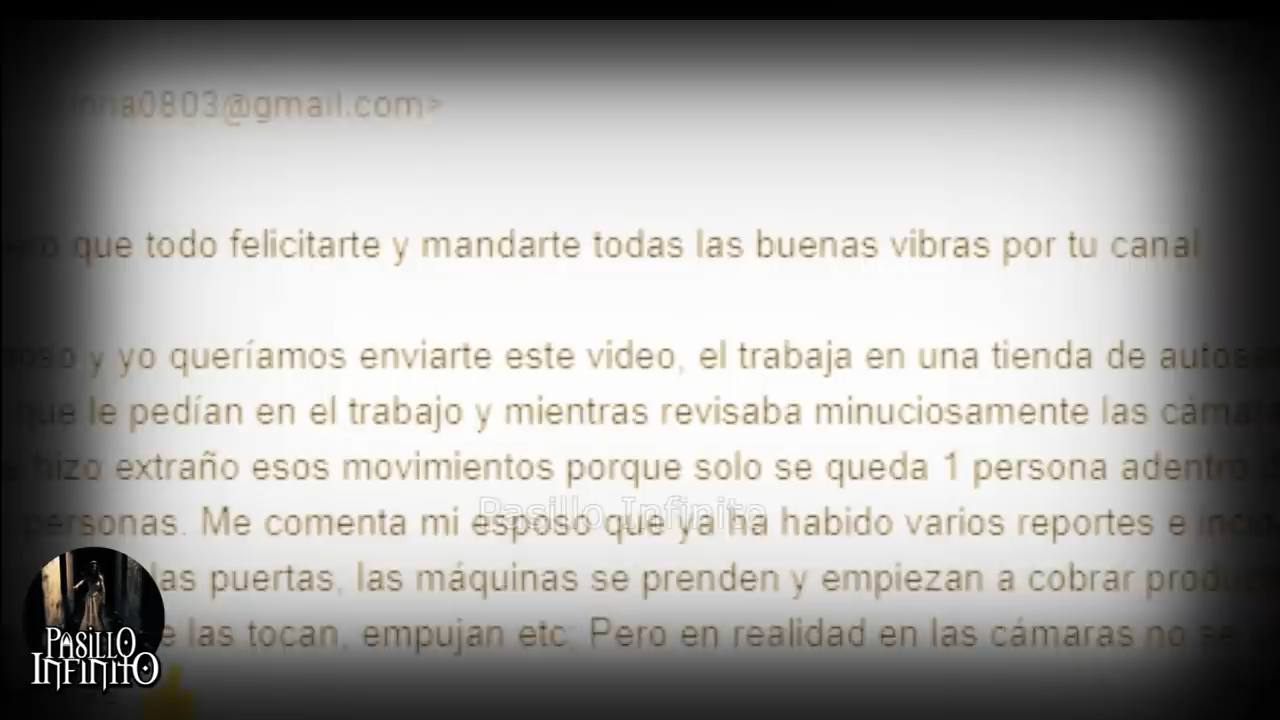 nna0803@gmail.com>
que todo felicitarte y mandarte todas las buenas vibras por tu canal
y yo queríamos enviarte este video, el trabaja en una tienda de
que le pedían en el trabajo y mientras revisaba minuciosamente las
hizo extraño esos movimientos porque solo se queda 1 persona adentro
Pasillo Infinito
personas. Me comenta mi esposo que ya ha habido varios reportes e
las puertas, las máquinas se prenden y empiezan a cobrar
las tocan, empujan etc; Pero en realidad en las cámaras no se
PASILLO
INFINITO